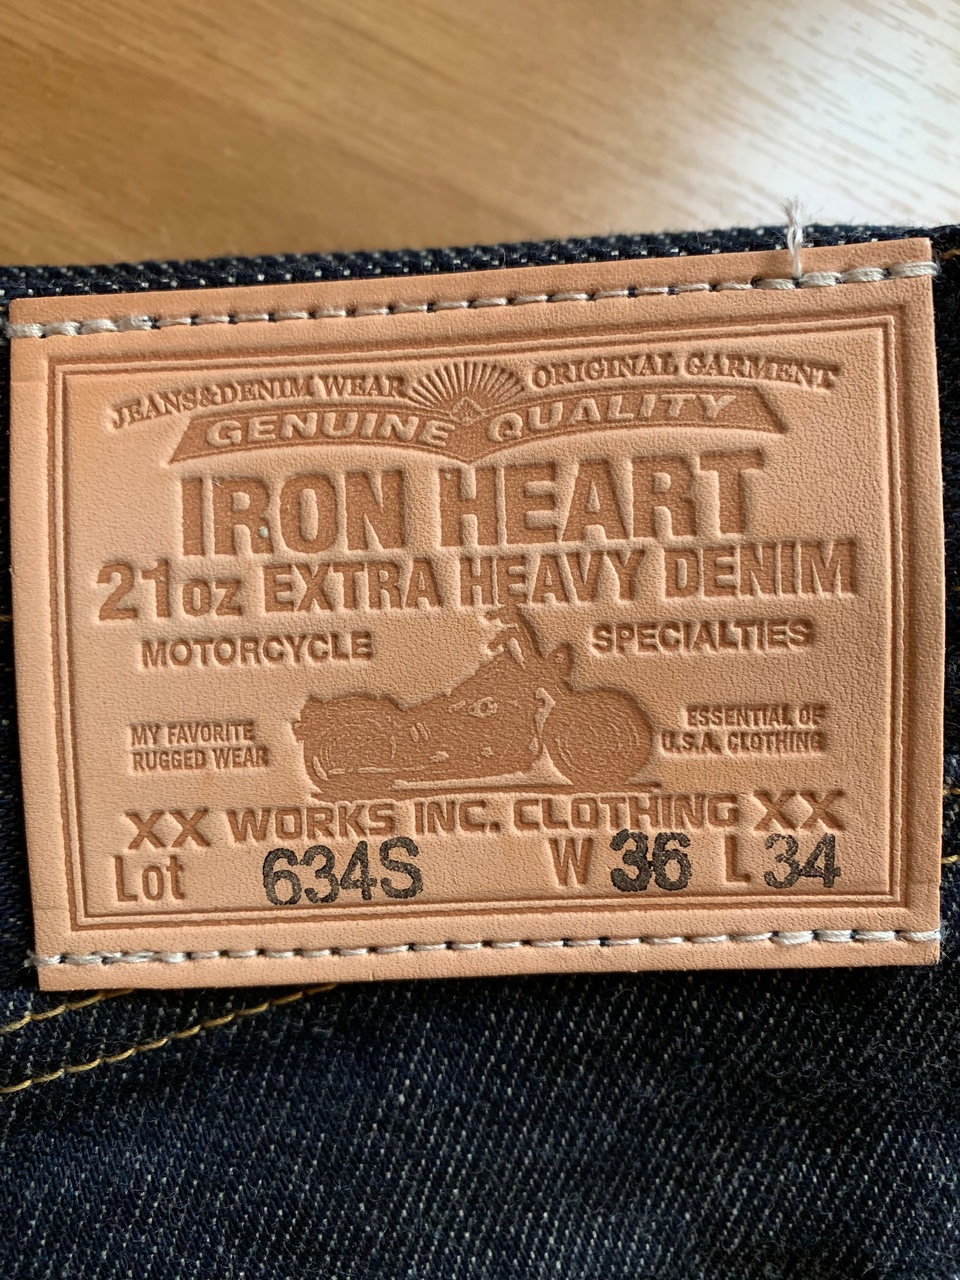 JEANS&DENIM WEAR ORIGINAL GARMENT
GENUINE QUALITY
IRON HEART
21oz EXTRA HEAVY DENIM
MOTORCYCLE SPECIALTIES
MY FAVORITE
RUGGED WEAR
ESSENTIAL OF
U.S.A. CLOTHING
XX WORKS INC. CLOTHING XX
Lot 634S W 36 L 34